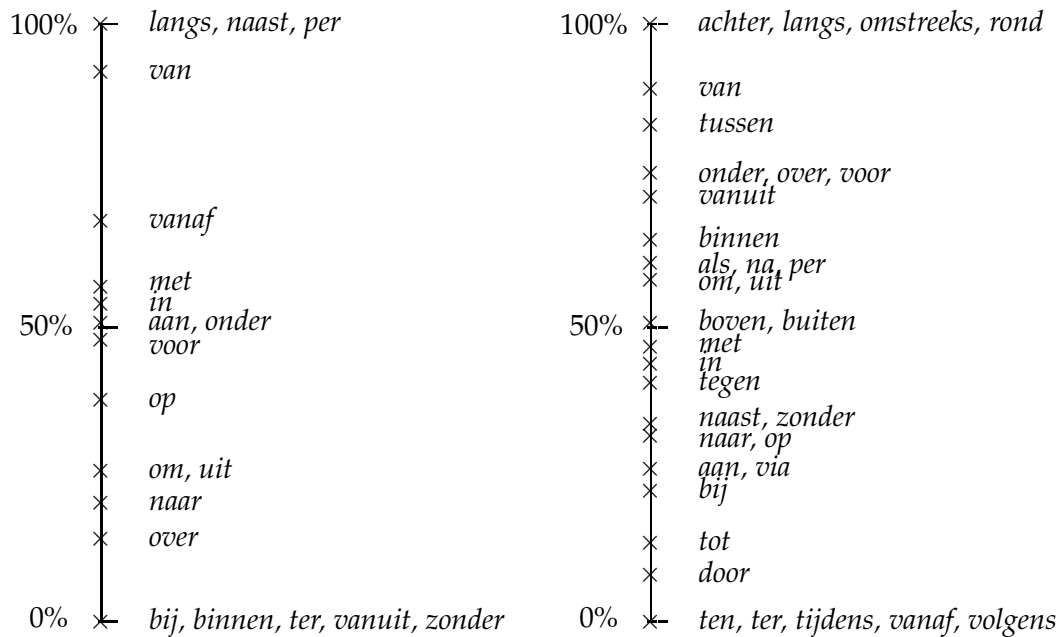 100% langs, naast, per
van
vanaf
met
in
50% aan, onder
voor
op
om, uit
naar
over
0% bij, binnen, ter, vanuit, zonder
100% achter, langs, omstreeks, rond
van
tussen
onder, over, voor
vanuit
binnen
als, na, per
om, uit
50% boven, buiten
met
in
tegen
naast, zonder
naar, op
aan, via
bij
tot
door
0% ten, ter, tijdens, vanaf, volgens